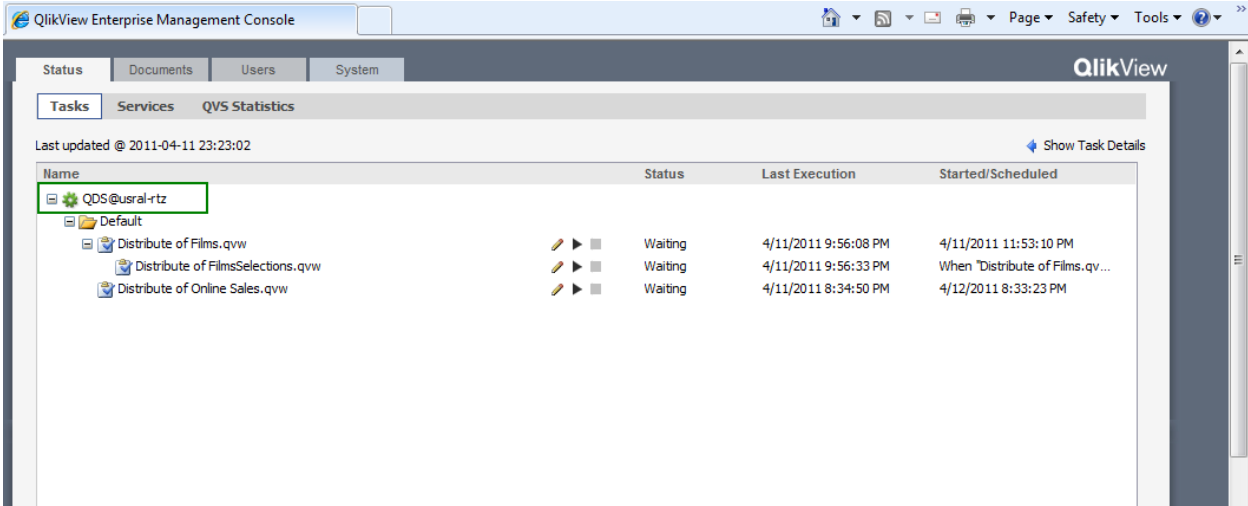 QlikView Enterprise Management Console
Page Safety Tools
Status Documents Users System
QlikView
Tasks Services QVS Statistics
Last updated @ 2011-04-11 23:23:02 Show Task Details
Name Status Last Execution Started/Scheduled
QDS@usral-rtz
Default
Distribute of Films.qvw Waiting 4/11/2011 9:56:08 PM 4/11/2011 11:53:10 PM
Distribute of FilmsSelections.qvw Waiting 4/11/2011 9:56:33 PM When "Distribute of Films.qv...
Distribute of Online Sales.qvw Waiting 4/11/2011 8:34:50 PM 4/12/2011 8:33:23 PM